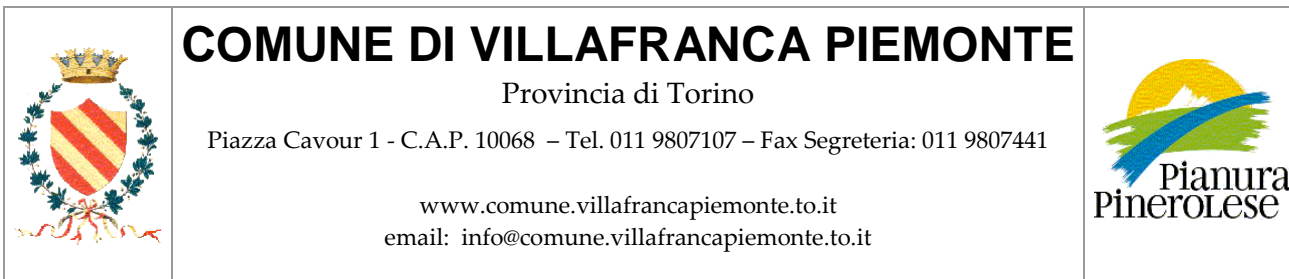 COMUNE DI VILLAFRANCA PIEMONTE
Provincia di Torino
Piazza Cavour 1 - C.A.P. 10068 – Tel. 011 9807107 – Fax Segreteria: 011 9807441
www.comune.villafrancapiemonte.to.it
email: info@comune.villafrancapiemonte.to.it
Pianura
Pinerolese